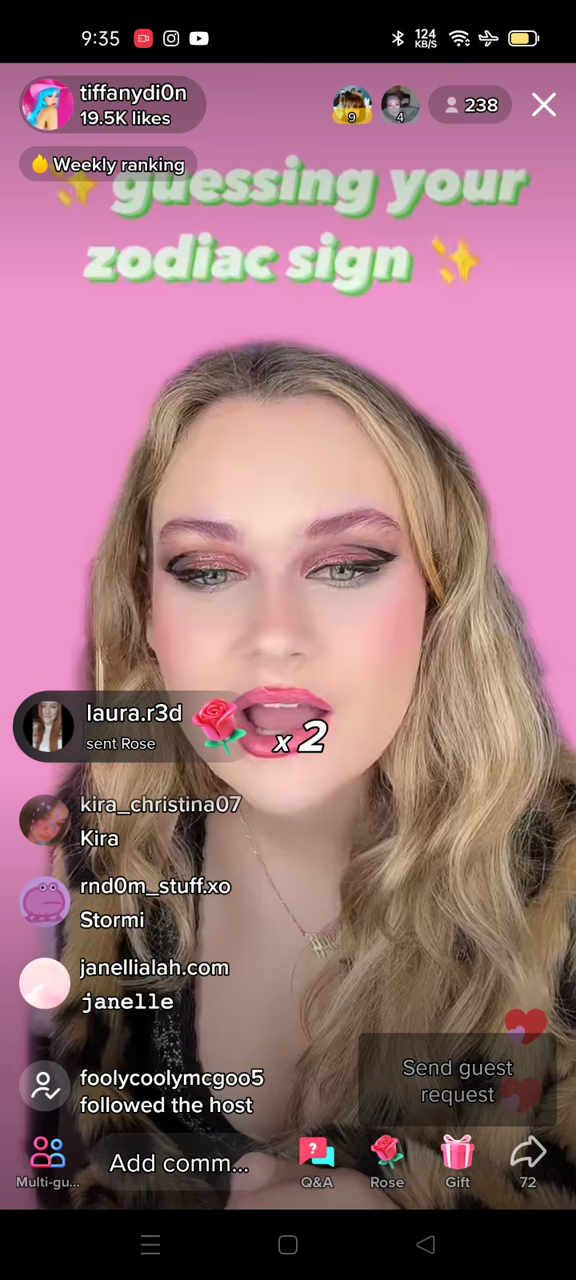 9:35
124
KB/S
tiffanydi0n
19.5K likes
9
4
238
Weekly ranking
✨ guessing your
zodiac sign ✨
laura.r3d
sent Rose
x 2
kira_christina07
Kira
rnd0m_stuff.xo
Stormi
janellialah.com
janelle
foolycoolymcgoo5
followed the host
Send guest
request
Multi-gu...
Add comm...
Q&A
Rose
Gift
72